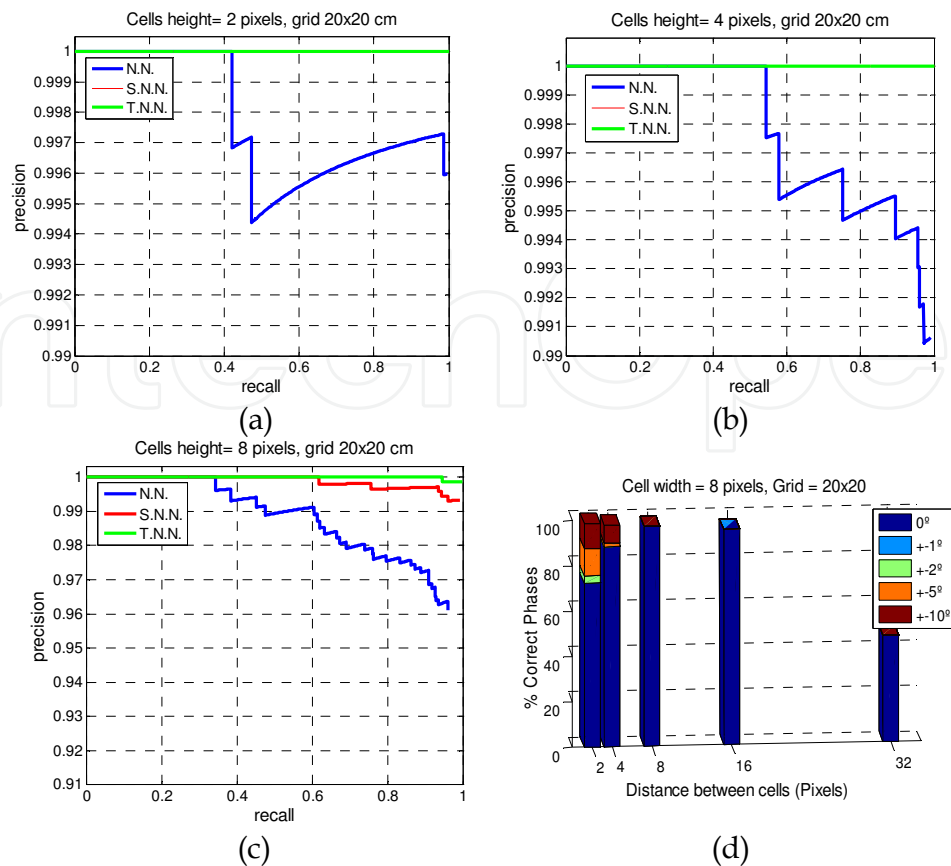 Cells height= 2 pixels, grid 20x20 cm
1
0.999
0.998
0.997
0.996
0.995
0.994
0.993
0.992
0.991
0.99
precision
N.N.
S.N.N.
T.N.N.
0 0.2 0.4 0.6 0.8 1
recall
(a)
Cells height= 4 pixels, grid 20x20 cm
1
0.999
0.998
0.997
0.996
0.995
0.994
0.993
0.992
0.991
0.99
precision
N.N.
S.N.N.
T.N.N.
0 0.2 0.4 0.6 0.8 1
recall
(b)
Cells height= 8 pixels, grid 20x20 cm
1
0.99
0.98
0.97
0.96
0.95
0.94
0.93
0.92
0.91
precision
N.N.
S.N.N.
T.N.N.
0 0.2 0.4 0.6 0.8 1
recall
(c)
Cell width = 8 pixels, Grid = 20x20
100
80
60
40
20
0
% Correct Phases
0º
+-1º
+-2º
+-5º
+-10º
2 4 8 16 32
Distance between cells (Pixels)
(d)